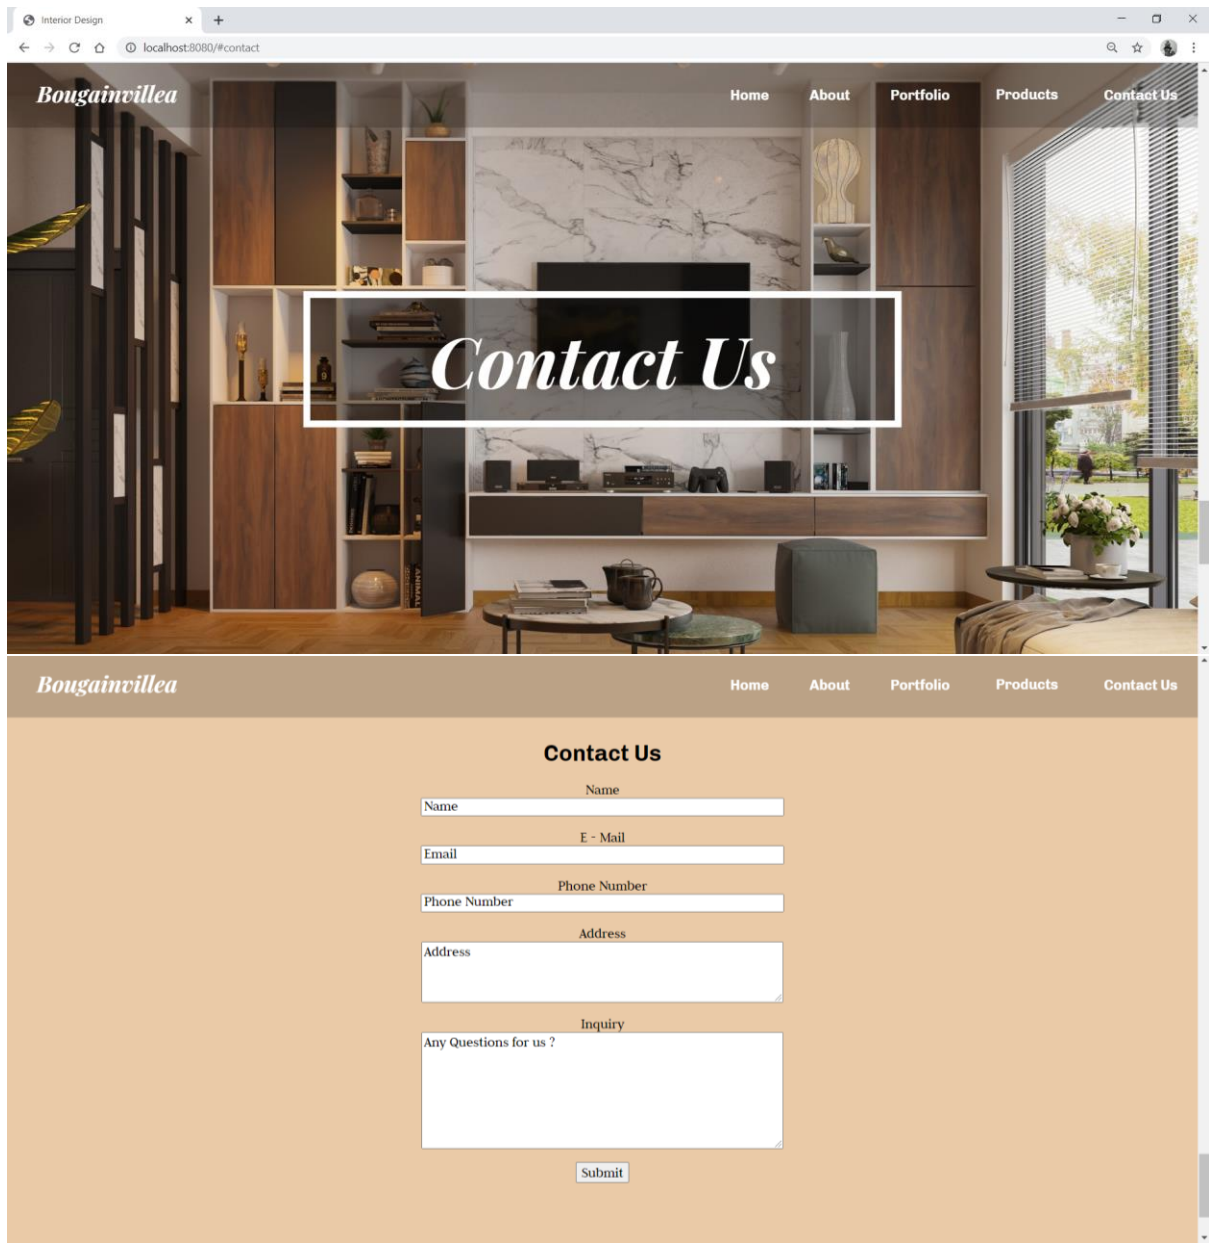 Interior Design
localhost:8080/#contact
Bougainvillea Home About Portfolio Products Contact Us
Contact Us
ANIMAL
Bougainvillea Home About Portfolio Products Contact Us
Contact Us
Name
Name
E - Mail
Email
Phone Number
Phone Number
Address
Address
Inquiry
Any Questions for us ?
Submit